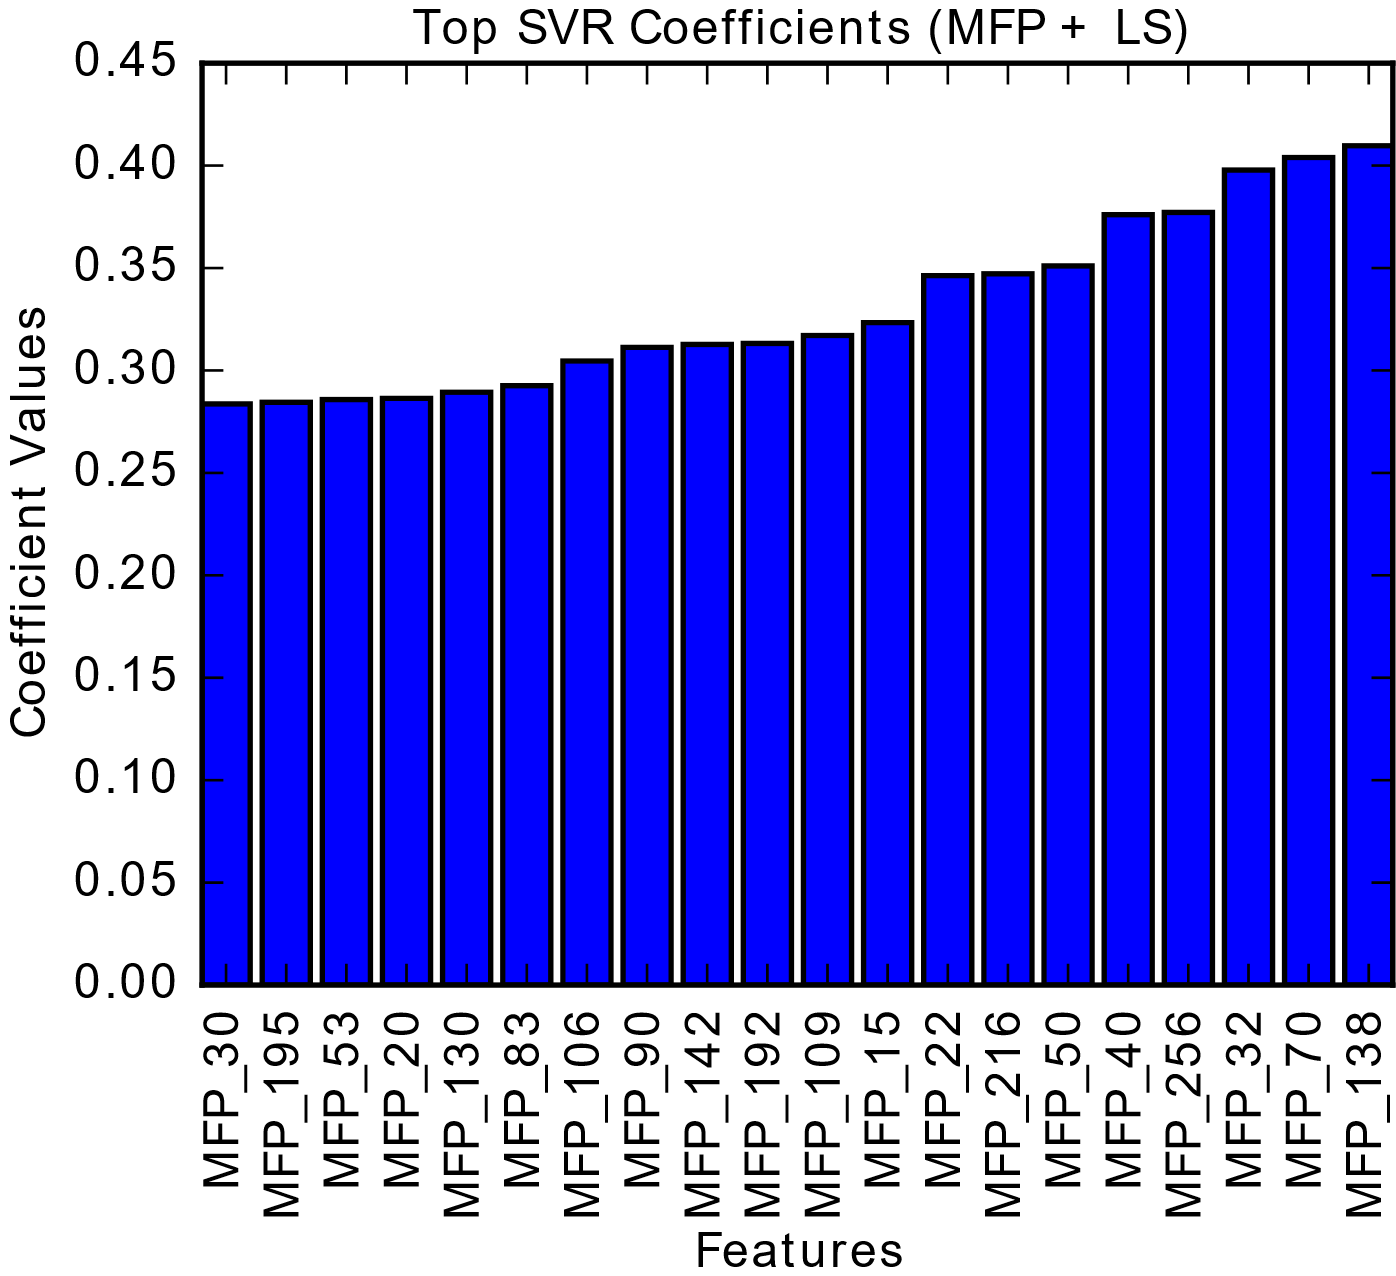 Top SVR Coefficients (MFP + LS)
0.45
0.40
0.35
0.30
0.25
0.20
0.15
0.10
0.05
0.00
Coefficient Values
MFP_30
MFP_195
MFP_53
MFP_20
MFP_130
MFP_83
MFP_106
MFP_90
MFP_142
MFP_192
MFP_109
MFP_15
MFP_22
MFP_216
MFP_50
MFP_40
MFP_256
MFP_32
MFP_70
MFP_138
Features